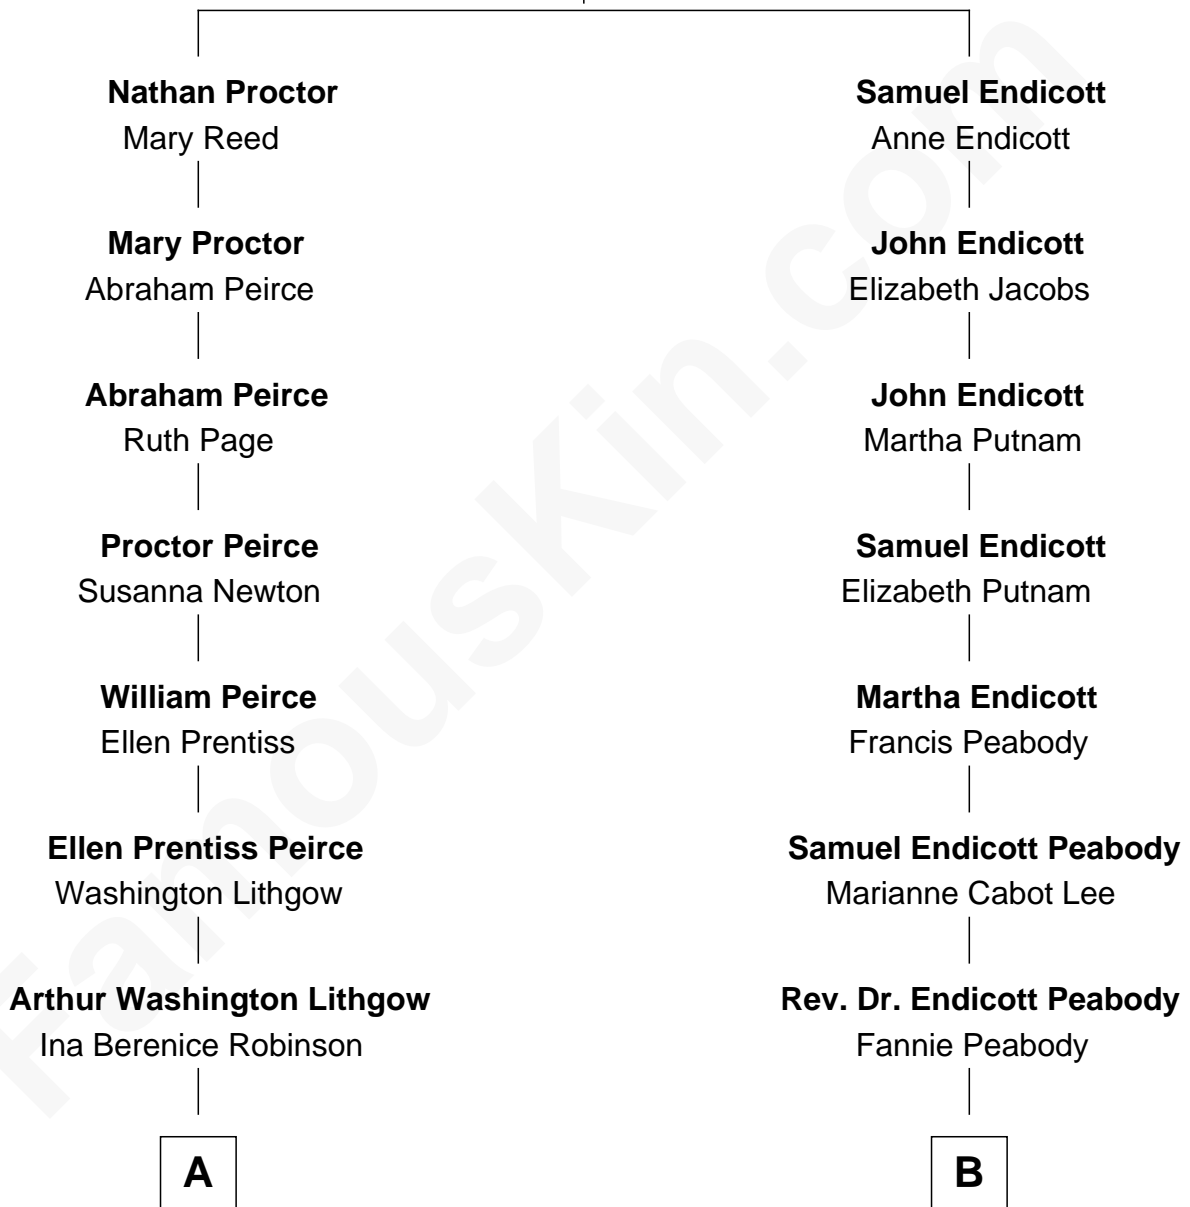 Nathan Proctor
Mary Reed
Mary Proctor
Abraham Peirce
Abraham Peirce
Ruth Page
Proctor Peirce
Susanna Newton
William Peirce
Ellen Prentiss
Ellen Prentiss Peirce
Washington Lithgow
Arthur Washington Lithgow
Ina Berenice Robinson
A
Samuel Endicott
Anne Endicott
John Endicott
Elizabeth Jacobs
John Endicott
Martha Putnam
Samuel Endicott
Elizabeth Putnam
Martha Endicott
Francis Peabody
Samuel Endicott Peabody
Marianne Cabot Lee
Rev. Dr. Endicott Peabody
Fannie Peabody
B
FamousKin.com